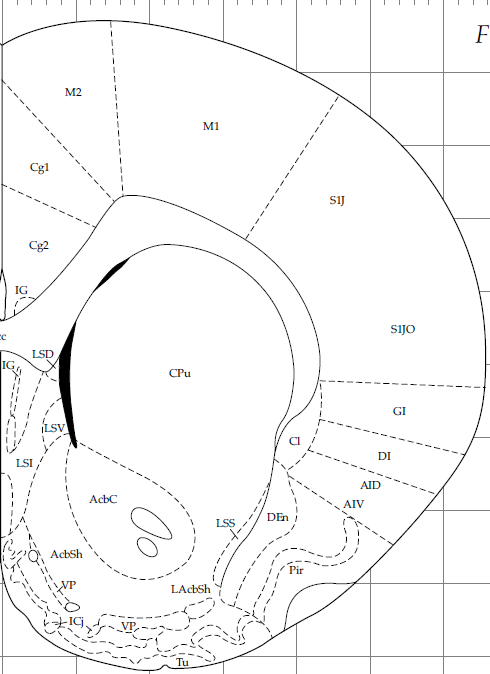 F
M2
M1
Cg1
S1J
Cg2
IG
S1JO
cc
LSD
IG
CPu
GI
LSV
Cl
DI
LSI
AID
AcbC
AIV
DEn
LSS
AcbSh
Pir
VP
LAcbSh
ICj
VP
Tu